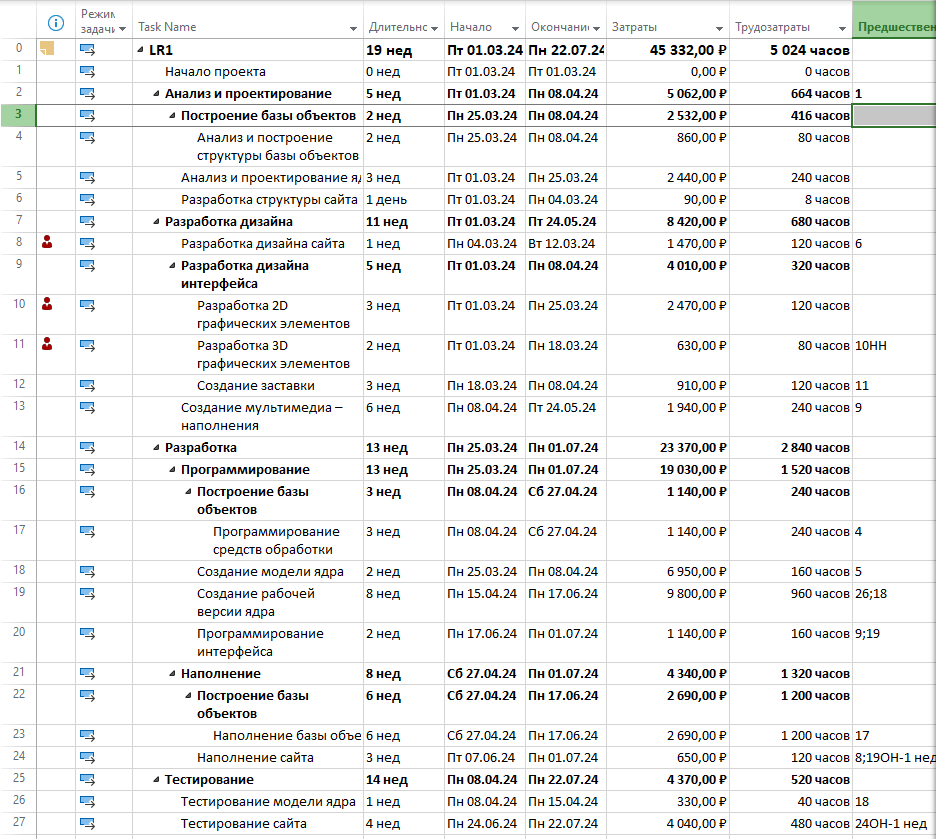 Режим задачи Task Name Длительнс Начало Окончани Затраты Трудозатраты Предшествен
0 LR1 19 нед Пт 01.03.24 Пн 22.07.24 45 332,00 ₽ 5 024 часов
1 Начало проекта 0 нед Пт 01.03.24 Пт 01.03.24 0,00 ₽ 0 часов
2 Анализ и проектирование 5 нед Пт 01.03.24 Пн 08.04.24 5 062,00 ₽ 664 часов 1
3 Построение базы объектов 2 нед Пн 25.03.24 Пн 08.04.24 2 532,00 ₽ 416 часов
4 Анализ и построение 2 нед Пн 25.03.24 Пн 08.04.24 860,00 ₽ 80 часов
структуры базы объектов
5 Анализ и проектирование яд 3 нед Пт 01.03.24 Пн 25.03.24 2 440,00 ₽ 240 часов
6 Разработка структуры сайта 1 день Пт 01.03.24 Пн 04.03.24 90,00 ₽ 8 часов
7 Разработка дизайна 11 нед Пт 01.03.24 Пт 24.05.24 8 420,00 ₽ 680 часов
8 Разработка дизайна сайта 1 нед Пн 04.03.24 Вт 12.03.24 1 470,00 ₽ 120 часов 6
9 Разработка дизайна 5 нед Пт 01.03.24 Пн 08.04.24 4 010,00 ₽ 320 часов
интерфейса
10 Разработка 2D 3 нед Пт 01.03.24 Пн 25.03.24 2 470,00 ₽ 120 часов
графических элементов
11 Разработка 3D 2 нед Пт 01.03.24 Пн 18.03.24 630,00 ₽ 80 часов 10НН
графических элементов
12 Создание заставки 3 нед Пн 18.03.24 Пн 08.04.24 910,00 ₽ 120 часов 11
13 Создание мультимедиа – 6 нед Пн 08.04.24 Пт 24.05.24 1 940,00 ₽ 240 часов 9
наполнения
14 Разработка 13 нед Пн 25.03.24 Пн 01.07.24 23 370,00 ₽ 2 840 часов
15 Программирование 13 нед Пн 25.03.24 Пн 01.07.24 19 030,00 ₽ 1 520 часов
16 Построение базы 3 нед Пн 08.04.24 Сб 27.04.24 1 140,00 ₽ 240 часов
объектов
17 Программирование 3 нед Пн 08.04.24 Сб 27.04.24 1 140,00 ₽ 240 часов 4
средств обработки
18 Создание модели ядра 2 нед Пн 25.03.24 Пн 08.04.24 6 950,00 ₽ 160 часов 5
19 Создание рабочей 8 нед Пн 15.04.24 Пн 17.06.24 9 800,00 ₽ 960 часов 26;18
версии ядра
20 Программирование 2 нед Пн 17.06.24 Пн 01.07.24 1 140,00 ₽ 160 часов 9;19
интерфейса
21 Наполнение 8 нед Сб 27.04.24 Пн 01.07.24 4 340,00 ₽ 1 320 часов
22 Построение базы 6 нед Сб 27.04.24 Пн 17.06.24 2 690,00 ₽ 1 200 часов
объектов
23 Наполнение базы объе 6 нед Сб 27.04.24 Пн 17.06.24 2 690,00 ₽ 1 200 часов 17
24 Наполнение сайта 3 нед Пт 07.06.24 Пн 01.07.24 650,00 ₽ 120 часов 8;19ОН-1 нед
25 Тестирование 14 нед Пн 08.04.24 Пн 22.07.24 4 370,00 ₽ 520 часов
26 Тестирование модели ядра 1 нед Пн 08.04.24 Пн 15.04.24 330,00 ₽ 40 часов 18
27 Тестирование сайта 4 нед Пн 24.06.24 Пн 22.07.24 4 040,00 ₽ 480 часов 24ОН-1 нед